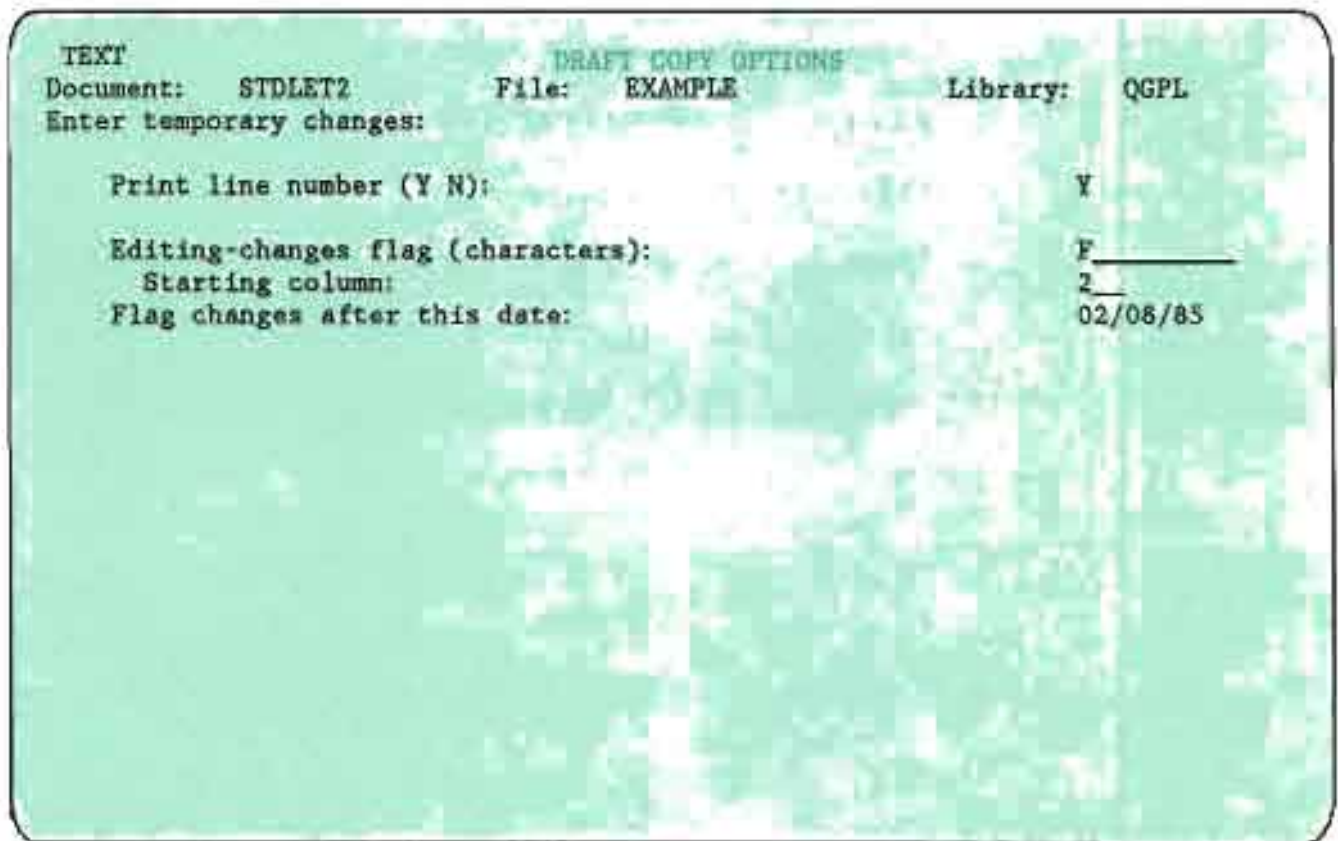 TEXT DRAFT COPY OPTIONS
Document: STDLET2 File: EXAMPLE Library: QGPL
Enter temporary changes:
Print line number (Y N): Y
Editing-changes flag (characters): F
Starting column: 2
Flag changes after this date: 02/08/85